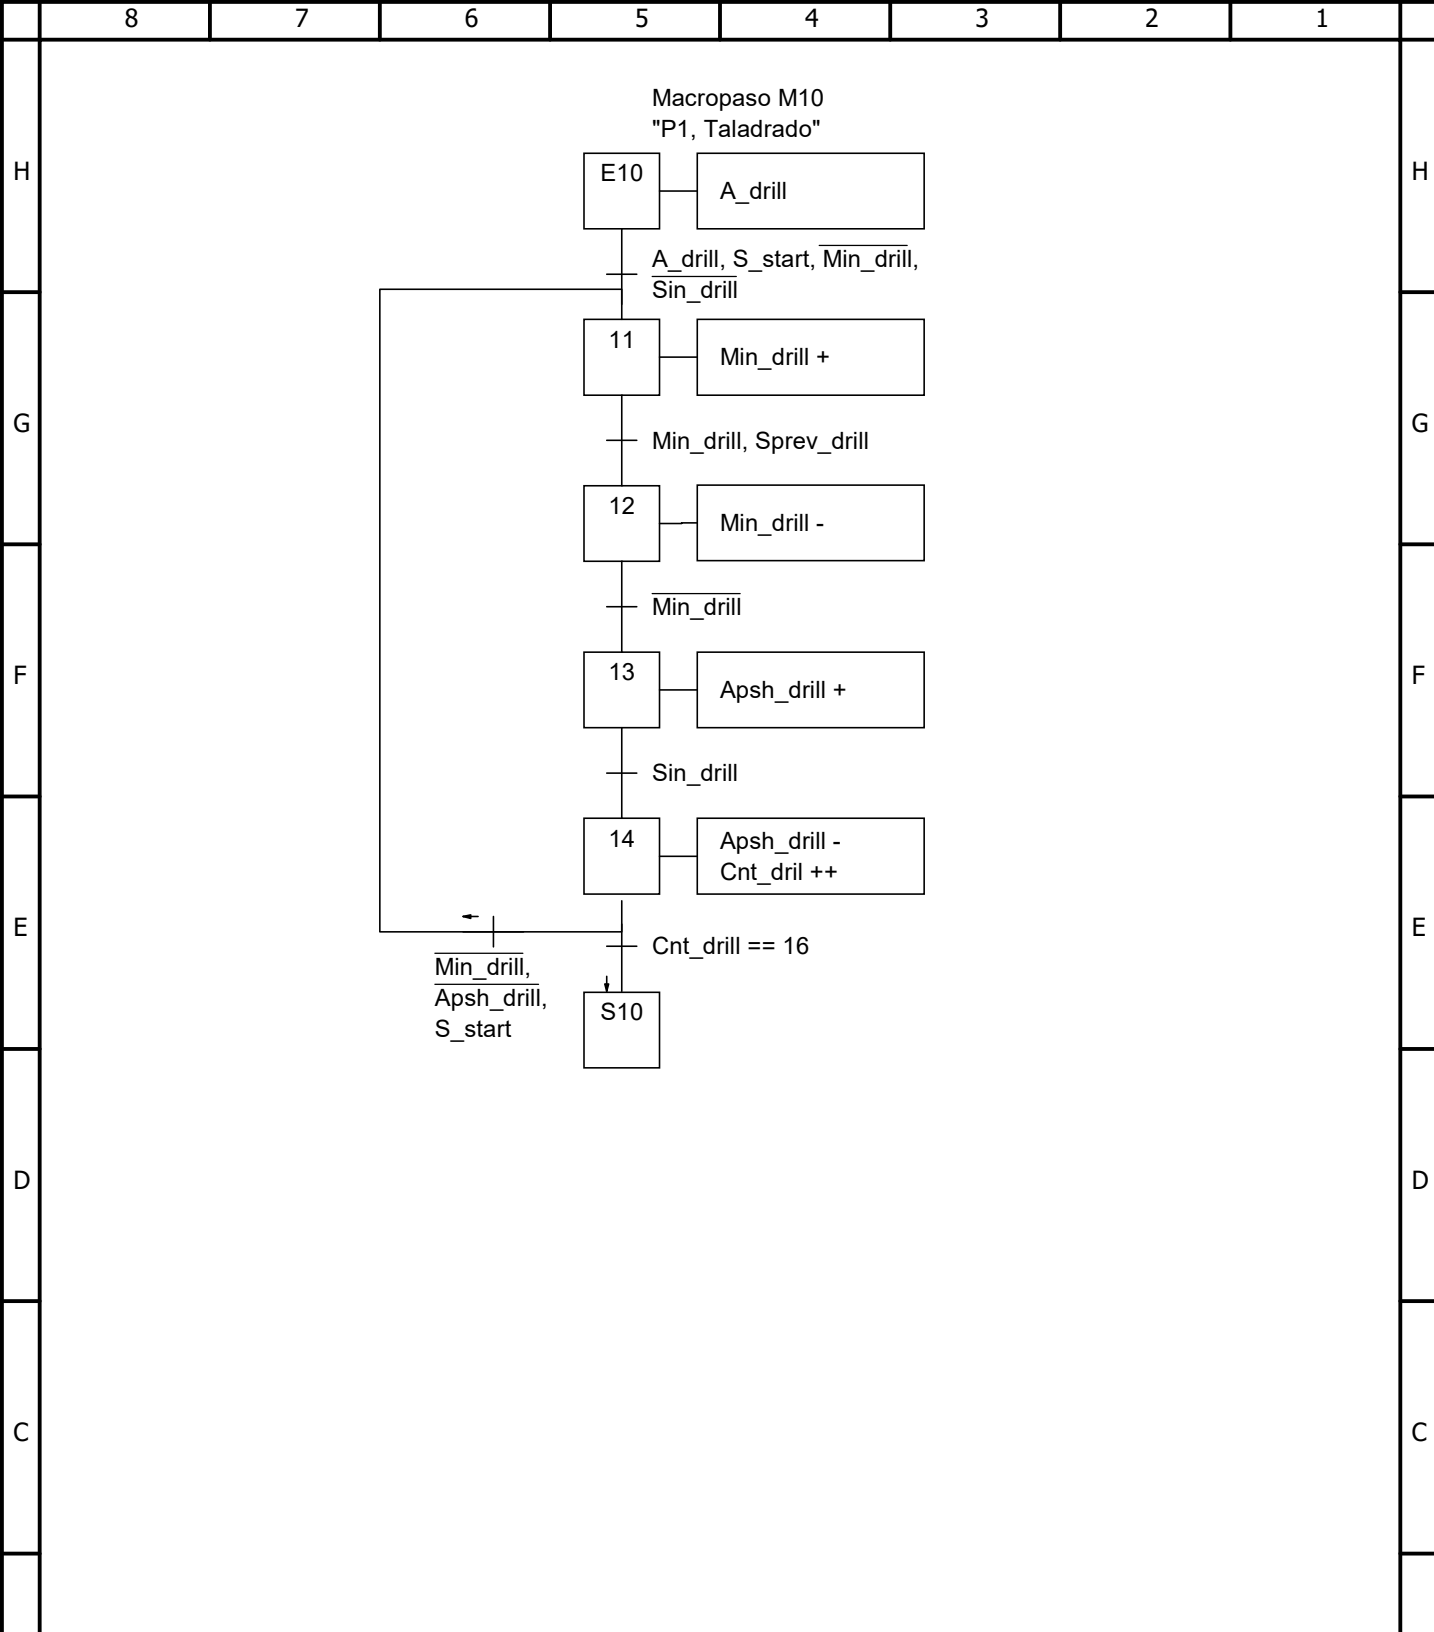 8 7 6 5 4 3 2 1
Macropaso M10
"P1, Taladrado"
H H
E10 A_drill
A_drill, S_start, Min_drill,
Sin_drill
11 Min_drill +
G G
Min_drill, Sprev_drill
12 Min_drill -
Min_drill
F F
13 Apsh_drill +
Sin_drill
14 Apsh_drill -
Cnt_dril ++
E E
Cnt_drill == 16
Min_drill,
Apsh_drill,
S_start
S10
D D
C C